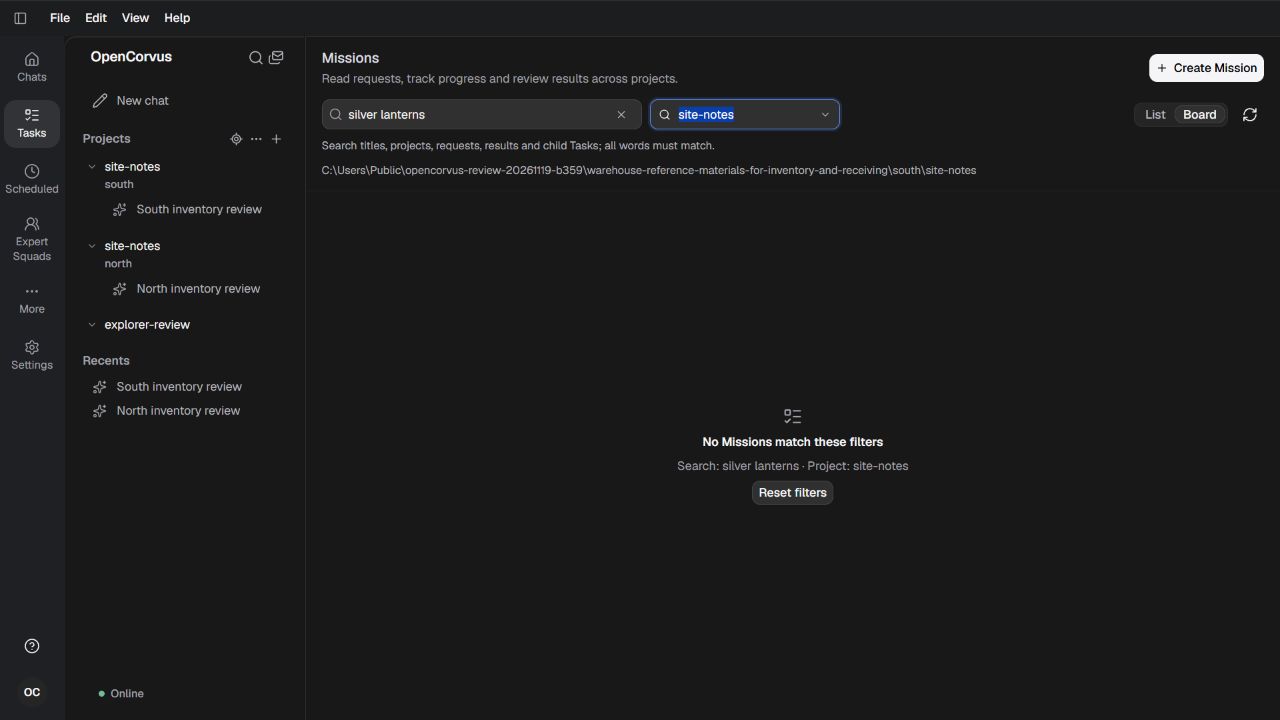 File Edit View Help
Chats
Tasks
Scheduled
Expert
Squads
More
Settings
OC
OpenCorvus
New chat
Projects
site-notes
south
South inventory review
site-notes
north
North inventory review
explorer-review
Recents
South inventory review
North inventory review
Online
Missions
Read requests, track progress and review results across projects.
Create Mission
silver lanterns
site-notes
List Board
Search titles, projects, requests, results and child Tasks; all words must match.
C:\Users\Public\opencorvus-review-20261119-b359\warehouse-reference-materials-for-inventory-and-receiving\south\site-notes
No Missions match these filters
Search: silver lanterns · Project: site-notes
Reset filters